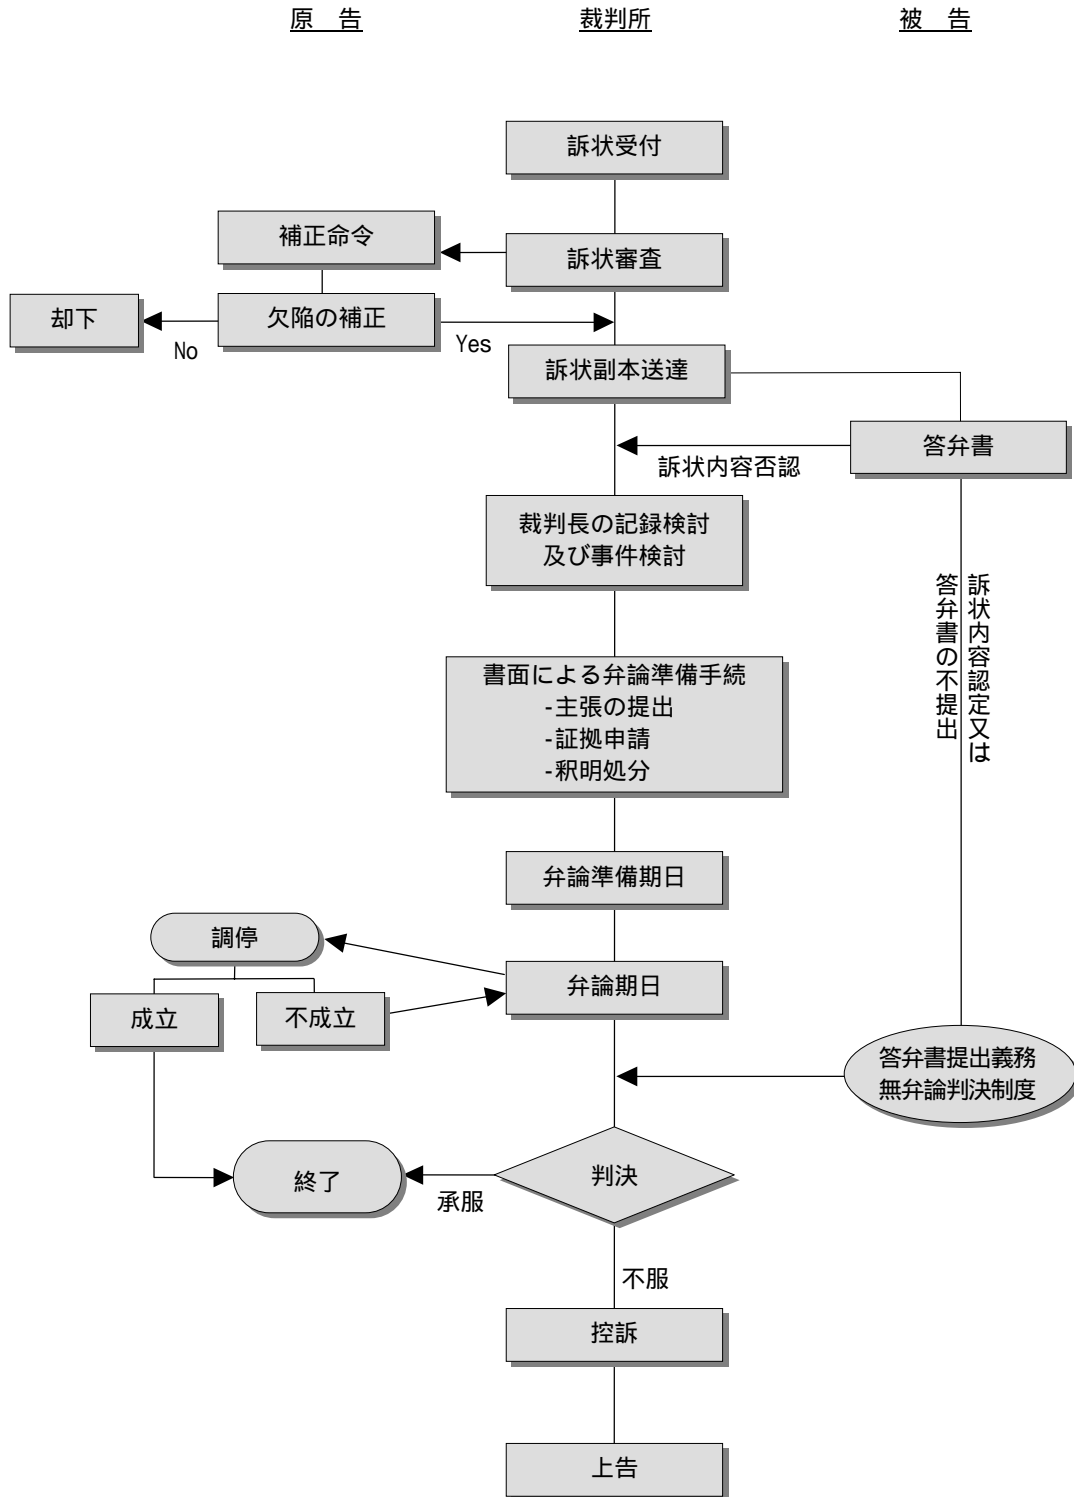 原　告
裁判所
被　告
訴状受付
補正命令
訴状審査
却下
欠陥の補正
No
Yes
訴状副本送達
答弁書
訴状内容否認
裁判長の記録検討
及び事件検討
訴状内容認定又は
答弁書の不提出
書面による弁論準備手続
-主張の提出
-証拠申請
-釈明処分
弁論準備期日
調停
弁論期日
成立
不成立
答弁書提出義務
無弁論判決制度
判決
終了
承服
不服
控訴
上告